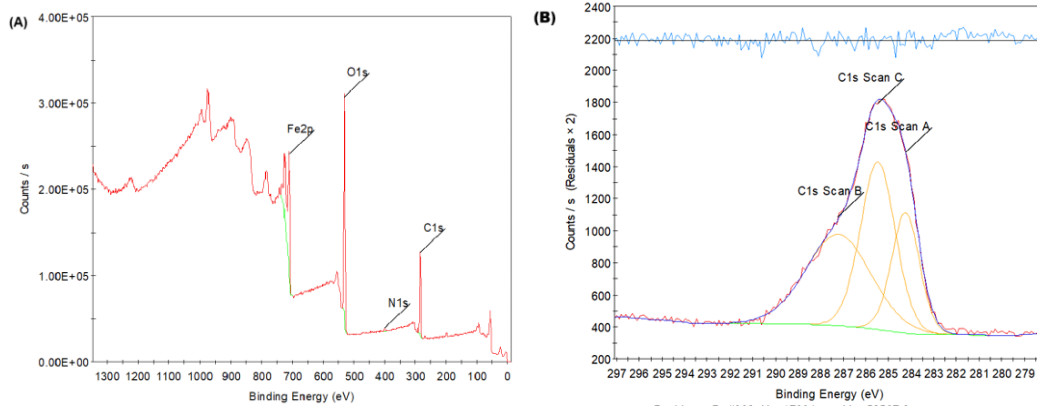 (A)
4.00E+05
3.00E+05
2.00E+05
1.00E+05
0.00E+00
Counts / s
O1s
Fe2p
C1s
N1s
1300 1200 1100 1000 900 800 700 600 500 400 300 200 100 0
Binding Energy (eV)
(B)
2400
2200
2000
1800
1600
1400
1200
1000
800
600
400
200
Counts / s (Residuals × 2)
C1s Scan C
C1s Scan A
C1s Scan B
297 296 295 294 293 292 291 290 289 288 287 286 285 284 283 282 281 280 279
Binding Energy (eV)